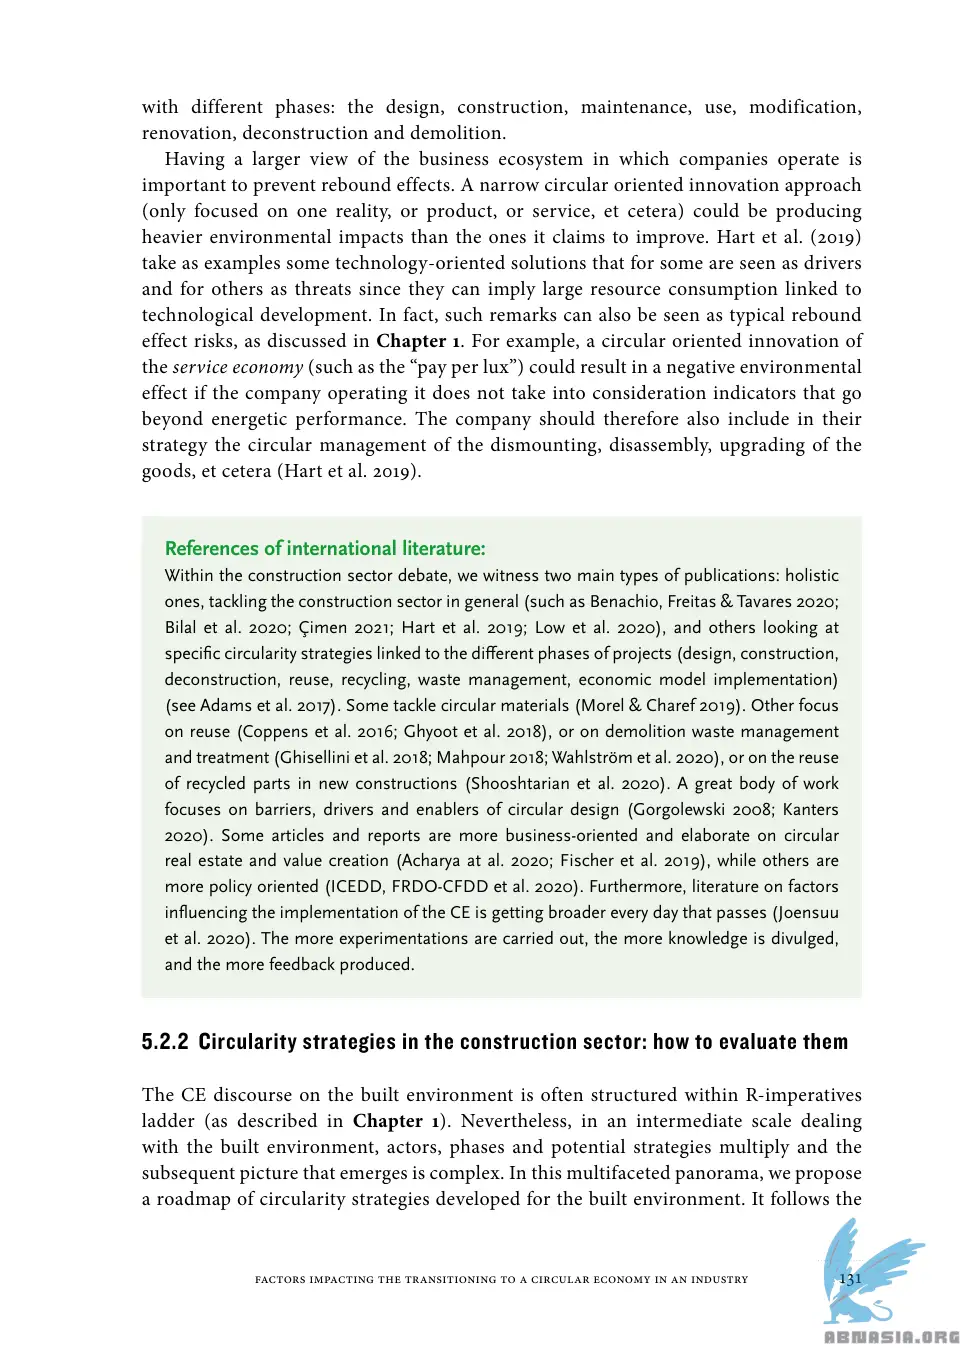 with different phases: the design, construction, maintenance, use, modification,
renovation, deconstruction and demolition.
Having a larger view of the business ecosystem in which companies operate is
important to prevent rebound effects. A narrow circular oriented innovation approach
(only focused on one reality, or product, or service, et cetera) could be producing
heavier environmental impacts than the ones it claims to improve. Hart et al. (2019)
take as examples some technology-oriented solutions that for some are seen as drivers
and for others as threats since they can imply large resource consumption linked to
technological development. In fact, such remarks can also be seen as typical rebound
effect risks, as discussed in Chapter 1. For example, a circular oriented innovation of
the service economy (such as the “pay per lux”) could result in a negative environmental
effect if the company operating it does not take into consideration indicators that go
beyond energetic performance. The company should therefore also include in their
strategy the circular management of the dismounting, disassembly, upgrading of the
goods, et cetera (Hart et al. 2019).
References of international literature:
Within the construction sector debate, we witness two main types of publications: holistic
ones, tackling the construction sector in general (such as Benachio, Freitas & Tavares 2020;
Bilal et al. 2020; Çimen 2021; Hart et al. 2019; Low et al. 2020), and others looking at
specific circularity strategies linked to the different phases of projects (design, construction,
deconstruction, reuse, recycling, waste management, economic model implementation)
(see Adams et al. 2017). Some tackle circular materials (Morel & Charef 2019). Other focus
on reuse (Coppens et al. 2016; Ghyoot et al. 2018), or on demolition waste management
and treatment (Ghisellini et al. 2018; Mahpour 2018; Wahlström et al. 2020), or on the reuse
of recycled parts in new constructions (Shooshtarian et al. 2020). A great body of work
focuses on barriers, drivers and enablers of circular design (Gorgolewski 2008; Kanters
2020). Some articles and reports are more business-oriented and elaborate on circular
real estate and value creation (Acharya at al. 2020; Fischer et al. 2019), while others are
more policy oriented (ICEDD, FRDO-CFDD et al. 2020). Furthermore, literature on factors
influencing the implementation of the CE is getting broader every day that passes (Joensuu
et al. 2020). The more experimentations are carried out, the more knowledge is divulged,
and the more feedback produced.
5.2.2 Circularity strategies in the construction sector: how to evaluate them
The CE discourse on the built environment is often structured within R-imperatives
ladder (as described in Chapter 1). Nevertheless, in an intermediate scale dealing
with the built environment, actors, phases and potential strategies multiply and the
subsequent picture that emerges is complex. In this multifaceted panorama, we propose
a roadmap of circularity strategies developed for the built environment. It follows the
FACTORS IMPACTING THE TRANSITIONING TO A CIRCULAR ECONOMY IN AN INDUSTRY 131
ABNASIA.ORG